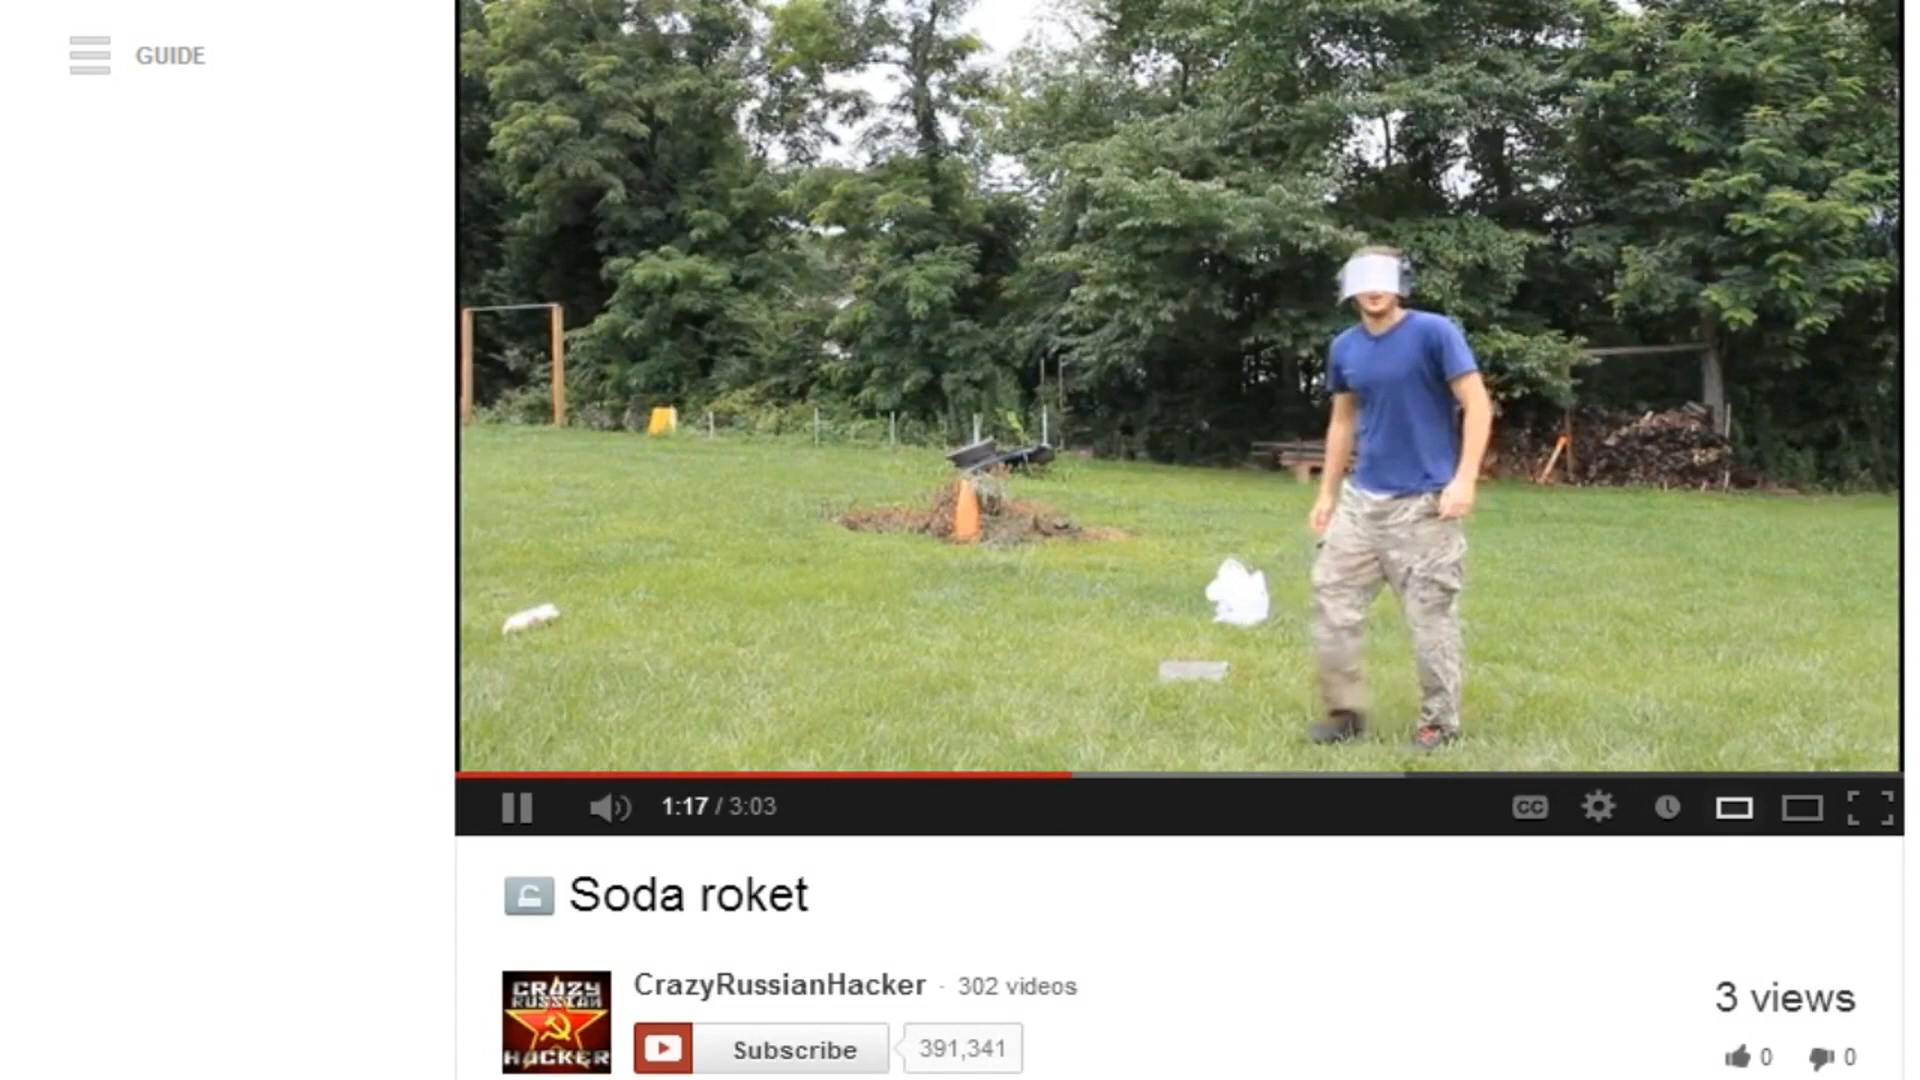 GUIDE
1:17 / 3:03
CC
Soda roket
CRAZY
RUSSIAN
HACKER
CrazyRussianHacker · 302 videos
Subscribe 391,341
3 views
0 0